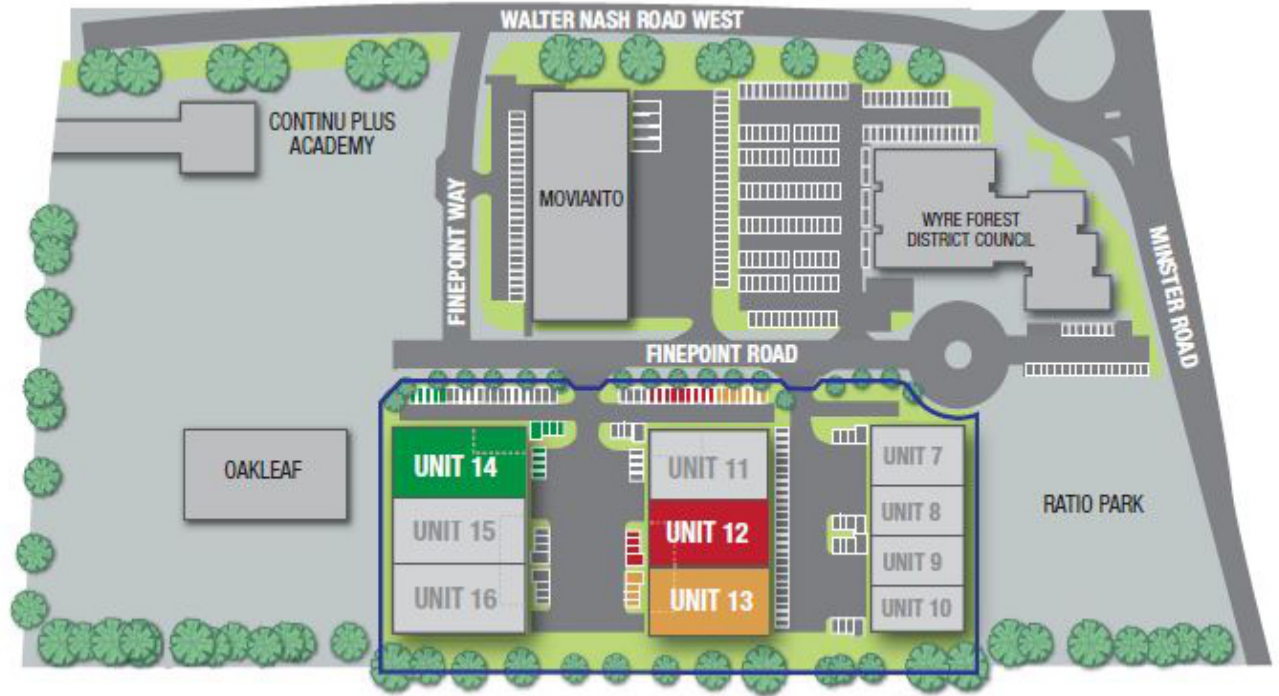 WALTER NASH ROAD WEST
CONTINU PLUS
ACADEMY
MOVIANTO
WYRE FOREST
DISTRICT COUNCIL
FINEPOINT WAY
MINSTER ROAD
FINEPOINT ROAD
OAKLEAF
UNIT 14
UNIT 15
UNIT 16
UNIT 11
UNIT 12
UNIT 13
UNIT 7
UNIT 8
UNIT 9
UNIT 10
RATIO PARK